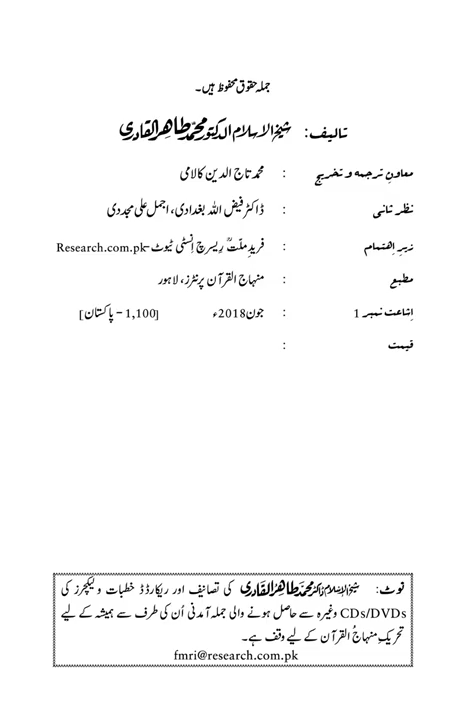 جملہ حقوق محفوظ ہیں۔
تالیف: شیخ الاسلام الدکتور محمد طاہر القادری
معاونِ ترجمہ و تخریج : محمد تاج الدین کالامی
نظر ثانی : ڈاکٹر فیض اللہ بغدادی، اجمل علی مجددی
زیرِ اِہتمام : فریدِ ملّتؒ رِیسرچ اِنسٹی ٹیوٹ-Research.com.pk
مطبع : منہاج القرآن پرنٹرز، لاہور
اِشاعت نمبر 1 : جون 2018ء [1,100 – پاکستان]
قیمت :
نوٹ: شیخ الاسلام ڈاکٹر محمد طاہر القادری کی تصانیف اور ریکارڈڈ خطبات و لیکچرز کی
CDs/DVDs وغیرہ سے حاصل ہونے والی جملہ آمدنی اُن کی طرف سے ہمیشہ کے لیے
تحریکِ منہاجُ القرآن کے لیے وقف ہے۔
fmri@research.com.pk